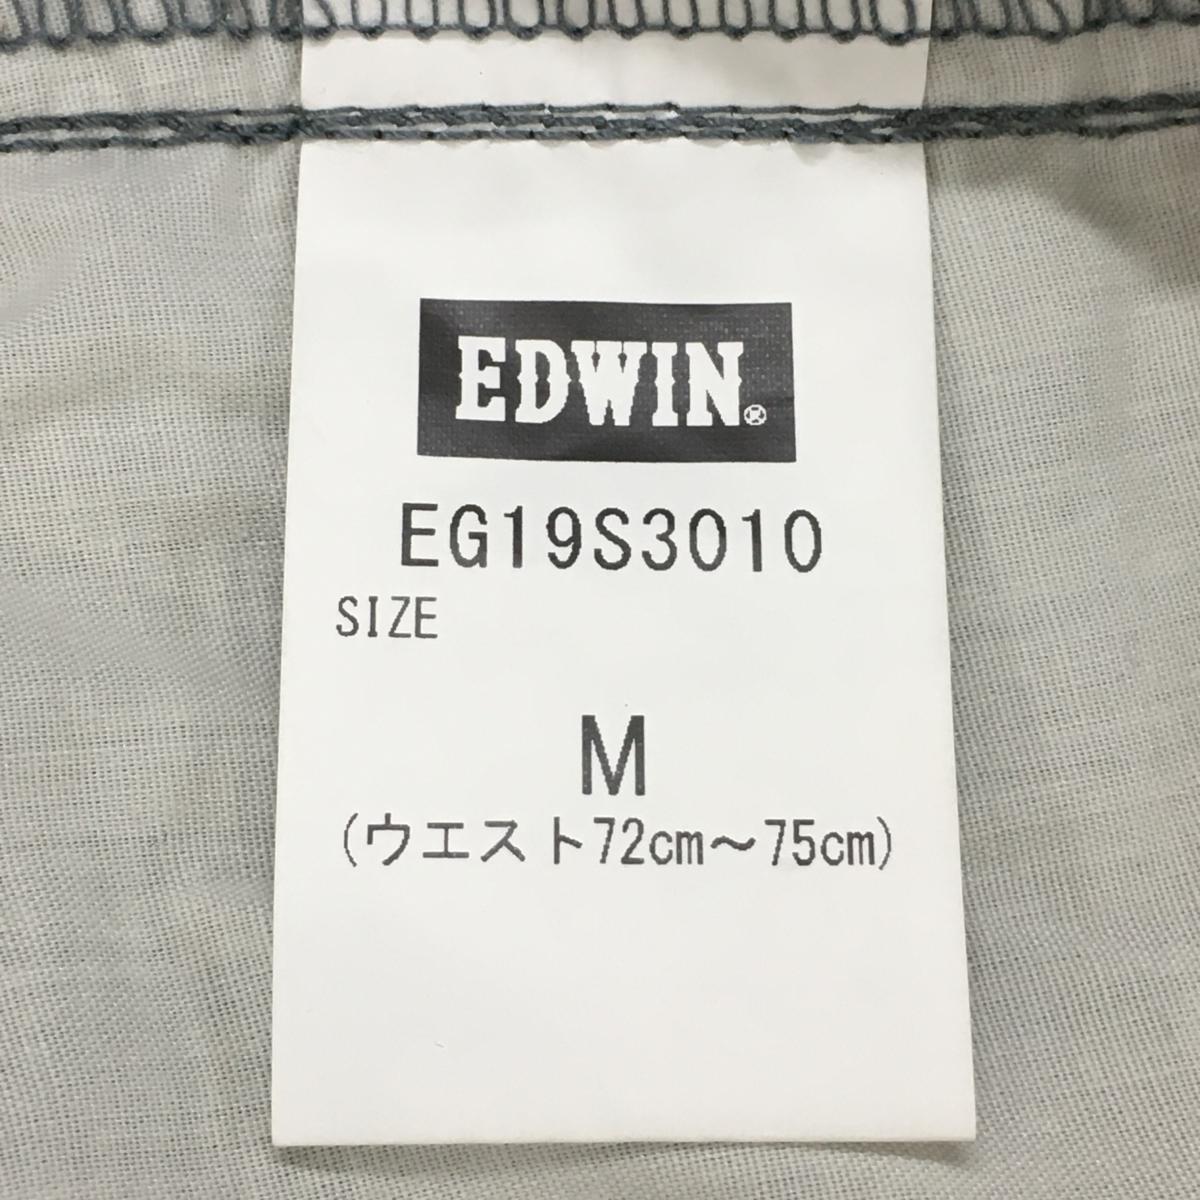 EDWIN
EG19S3010
SIZE
M
(ウエスト72cm～75cm)